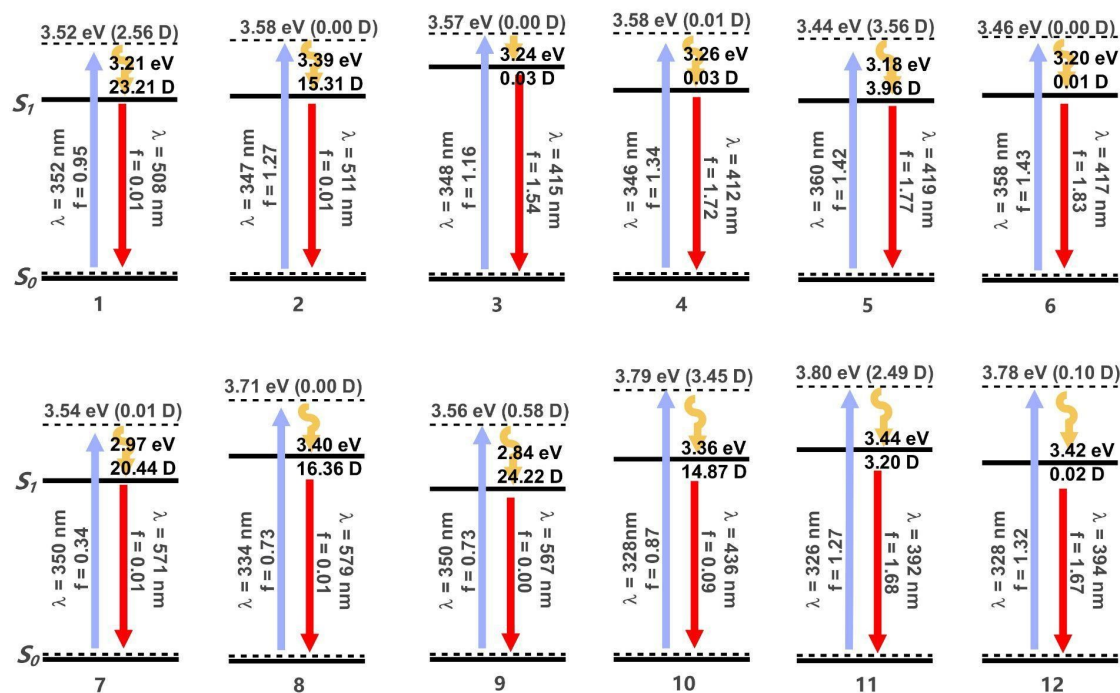 3.52 eV (2.56 D)
3.58 eV (0.00 D)
3.57 eV (0.00 D)
3.58 eV (0.01 D)
3.44 eV (3.56 D)
3.46 eV (0.00 D)
3.21 eV
23.21 D
3.39 eV
15.31 D
3.24 eV
0.03 D
3.26 eV
0.03 D
3.18 eV
3.96 D
3.20 eV
0.01 D
S1
λ = 352 nm
f = 0.95
λ = 508 nm
f = 0.01
λ = 347 nm
f = 1.27
λ = 511 nm
f = 0.01
λ = 348 nm
f = 1.16
λ = 415 nm
f = 1.54
λ = 346 nm
f = 1.34
λ = 412 nm
f = 1.72
λ = 360 nm
f = 1.42
λ = 419 nm
f = 1.77
λ = 358 nm
f = 1.43
λ = 417 nm
f = 1.83
S0
1
2
3
4
5
6
3.54 eV (0.01 D)
3.71 eV (0.00 D)
3.56 eV (0.58 D)
3.79 eV (3.45 D)
3.80 eV (2.49 D)
3.78 eV (0.10 D)
2.97 eV
20.44 D
3.40 eV
16.36 D
2.84 eV
24.22 D
3.36 eV
14.87 D
3.44 eV
3.20 D
3.42 eV
0.02 D
S1
λ = 350 nm
f = 0.34
λ = 571 nm
f = 0.01
λ = 334 nm
f = 0.73
λ = 579 nm
f = 0.01
λ = 350 nm
f = 0.73
λ = 567 nm
f = 0.00
λ = 328nm
f = 0.87
λ = 436 nm
f = 0.09
λ = 326 nm
f = 1.27
λ = 392 nm
f = 1.68
λ = 328 nm
f = 1.32
λ = 394 nm
f = 1.67
S0
7
8
9
10
11
12